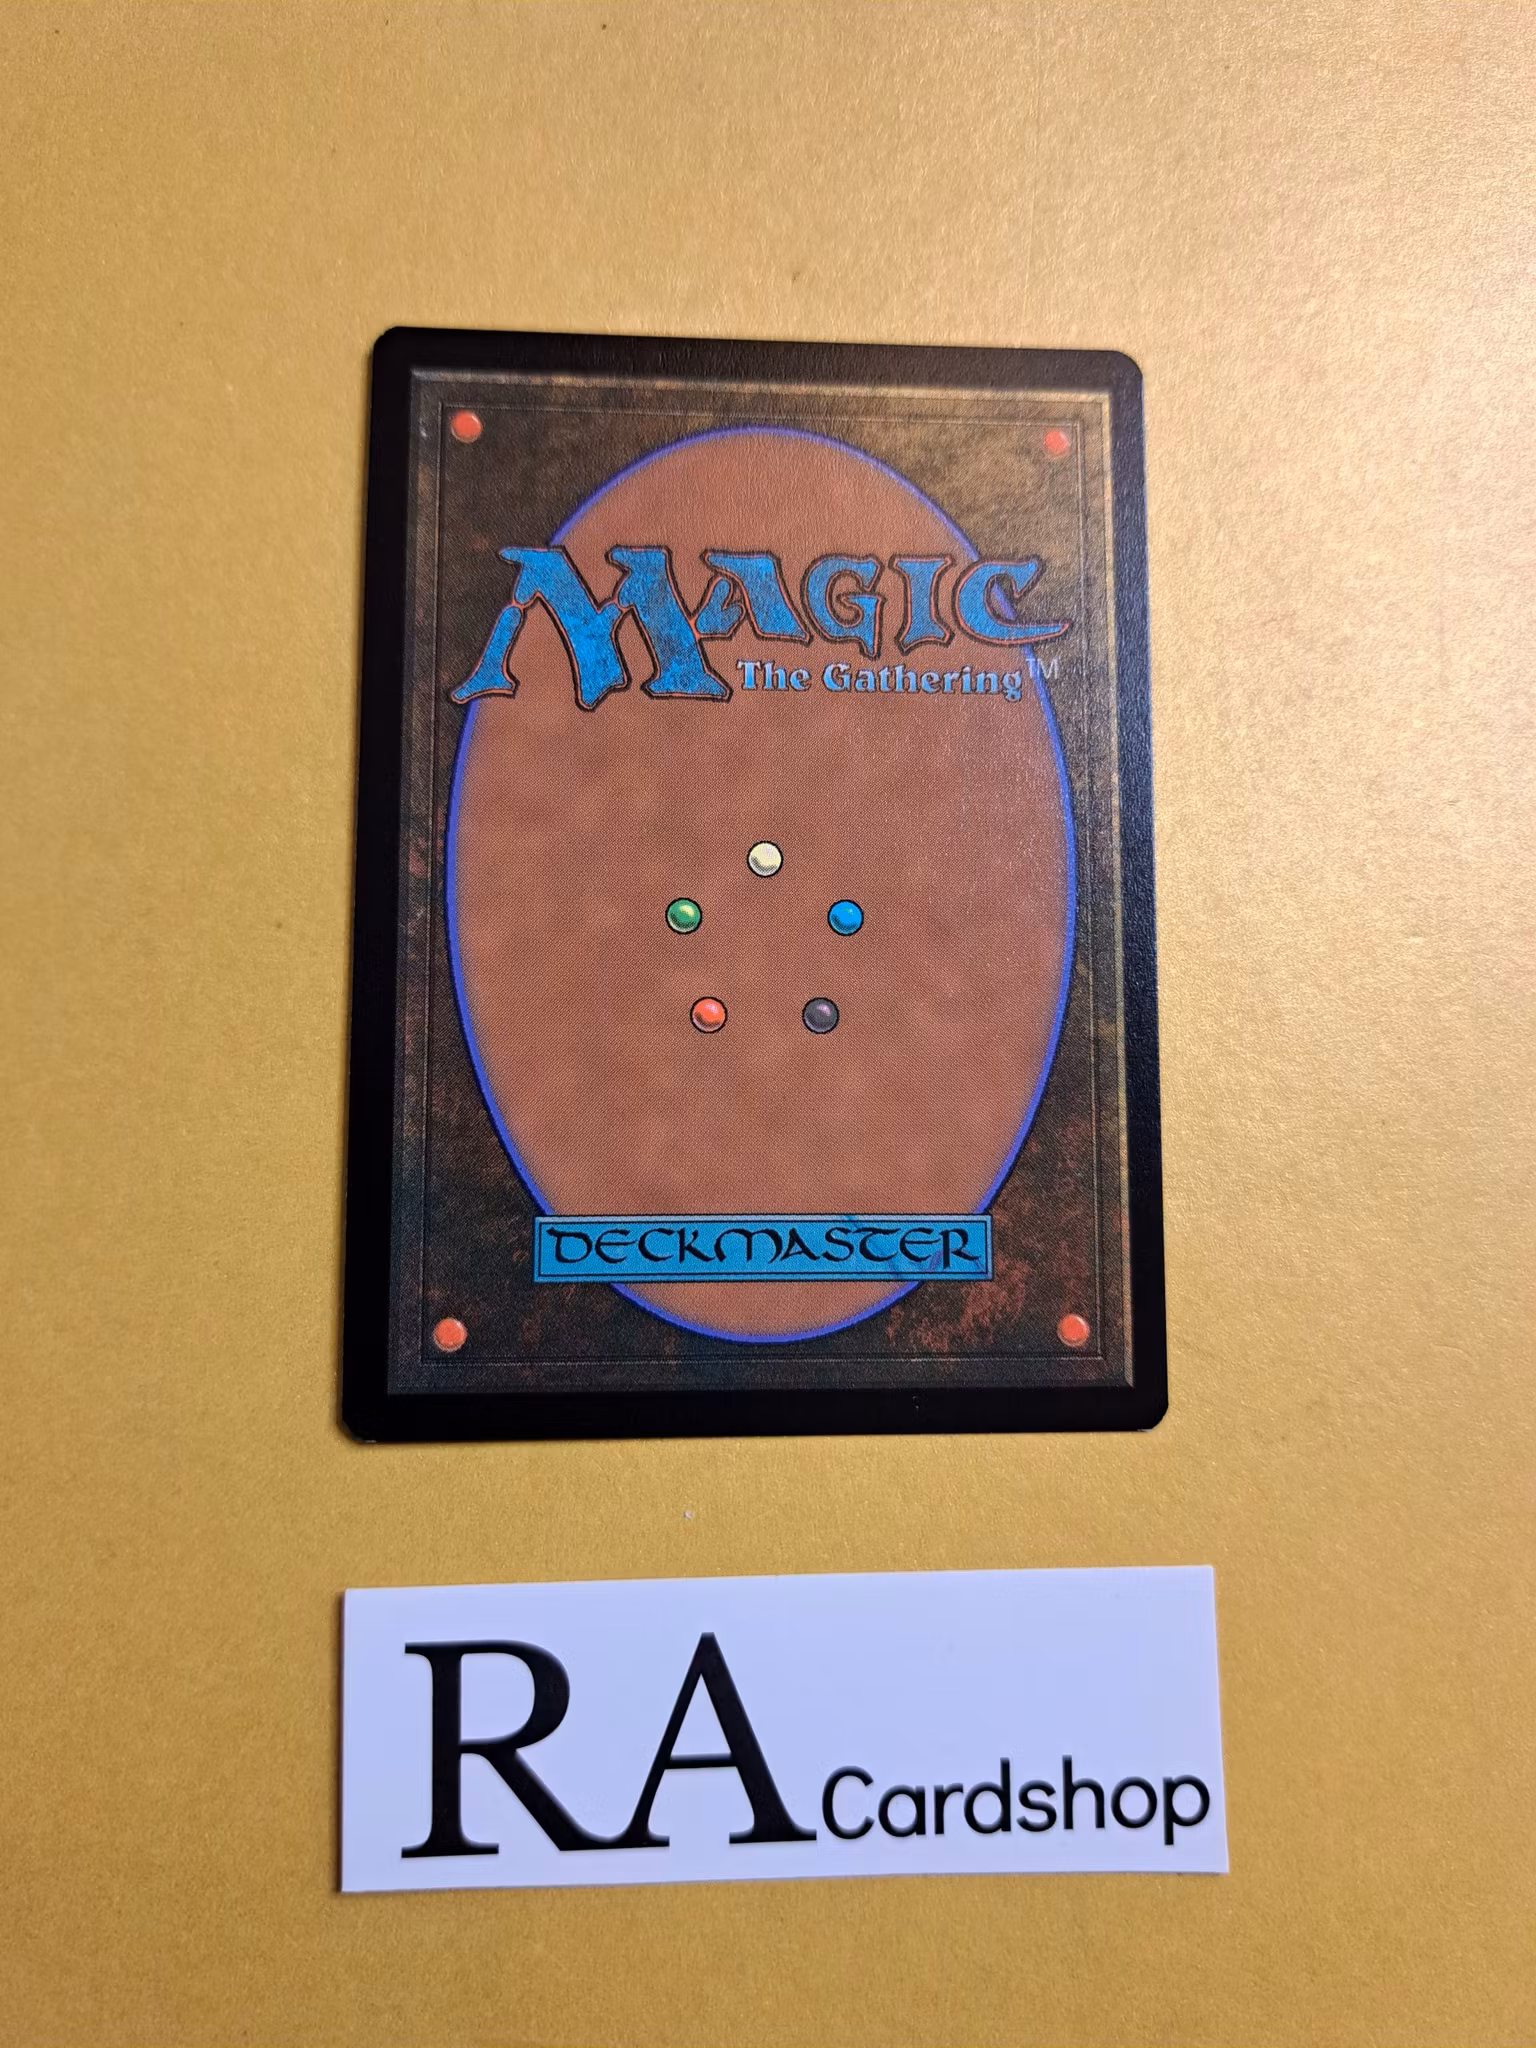 MAGIC
The Gathering™
DECKMASTER
RA Cardshop